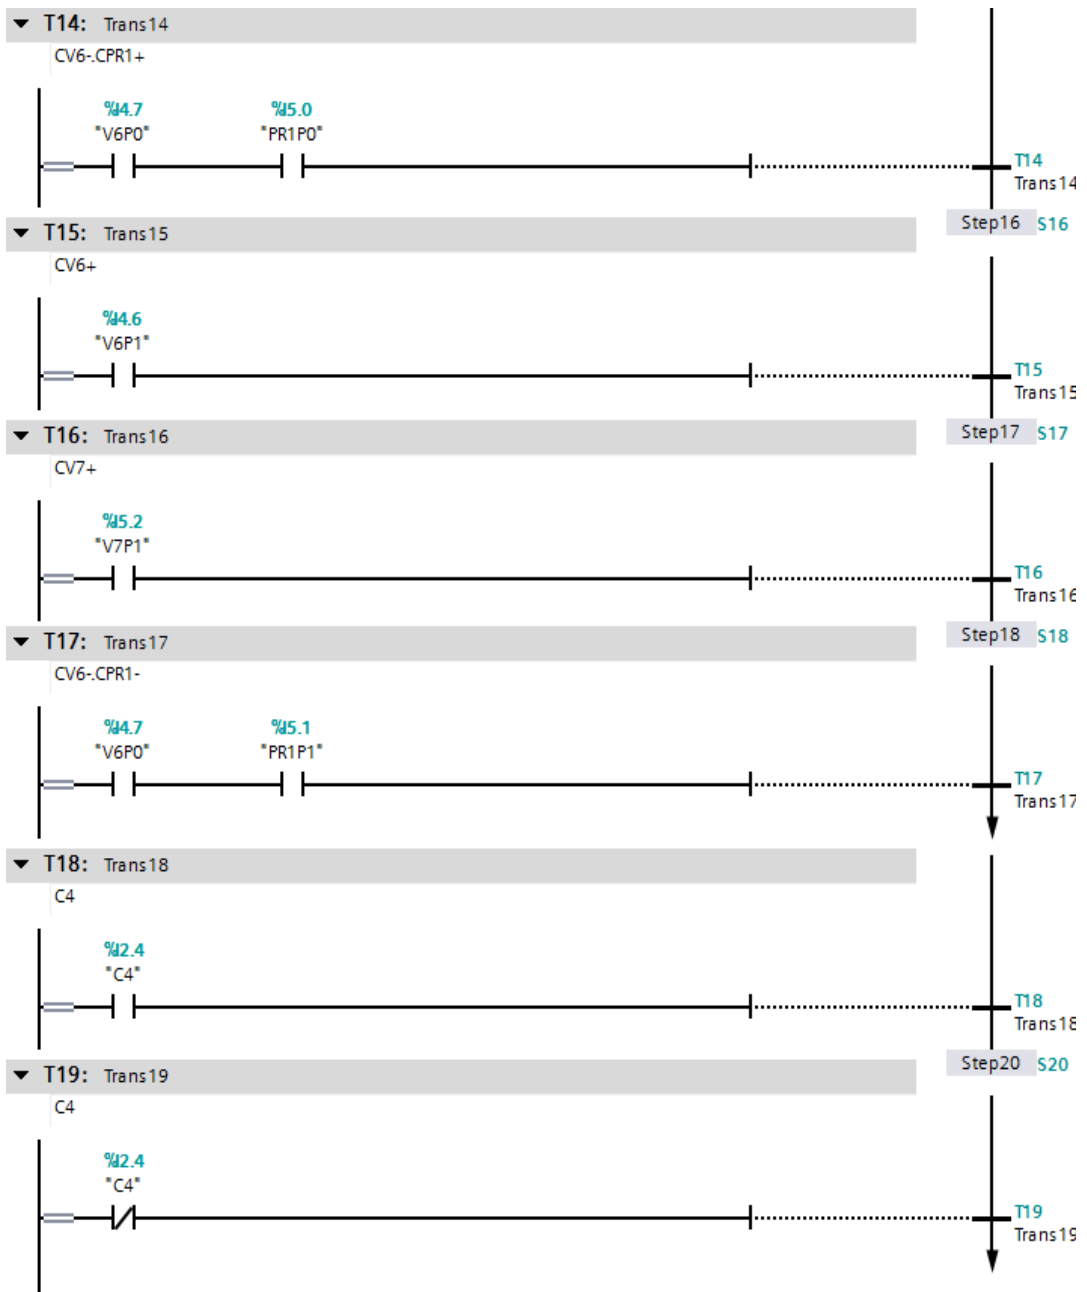 T14: Trans14
CV6-.CPR1+
%I4.7 %I5.0
"V6P0" "PR1P0"
T14
Trans14
Step16 S16
T15: Trans15
CV6+
%I4.6
"V6P1"
T15
Trans15
Step17 S17
T16: Trans16
CV7+
%I5.2
"V7P1"
T16
Trans16
Step18 S18
T17: Trans17
CV6-.CPR1-
%I4.7 %I5.1
"V6P0" "PR1P1"
T17
Trans17
T18: Trans18
C4
%I2.4
"C4"
T18
Trans18
Step20 S20
T19: Trans19
C4
%I2.4
"C4"
T19
Trans19